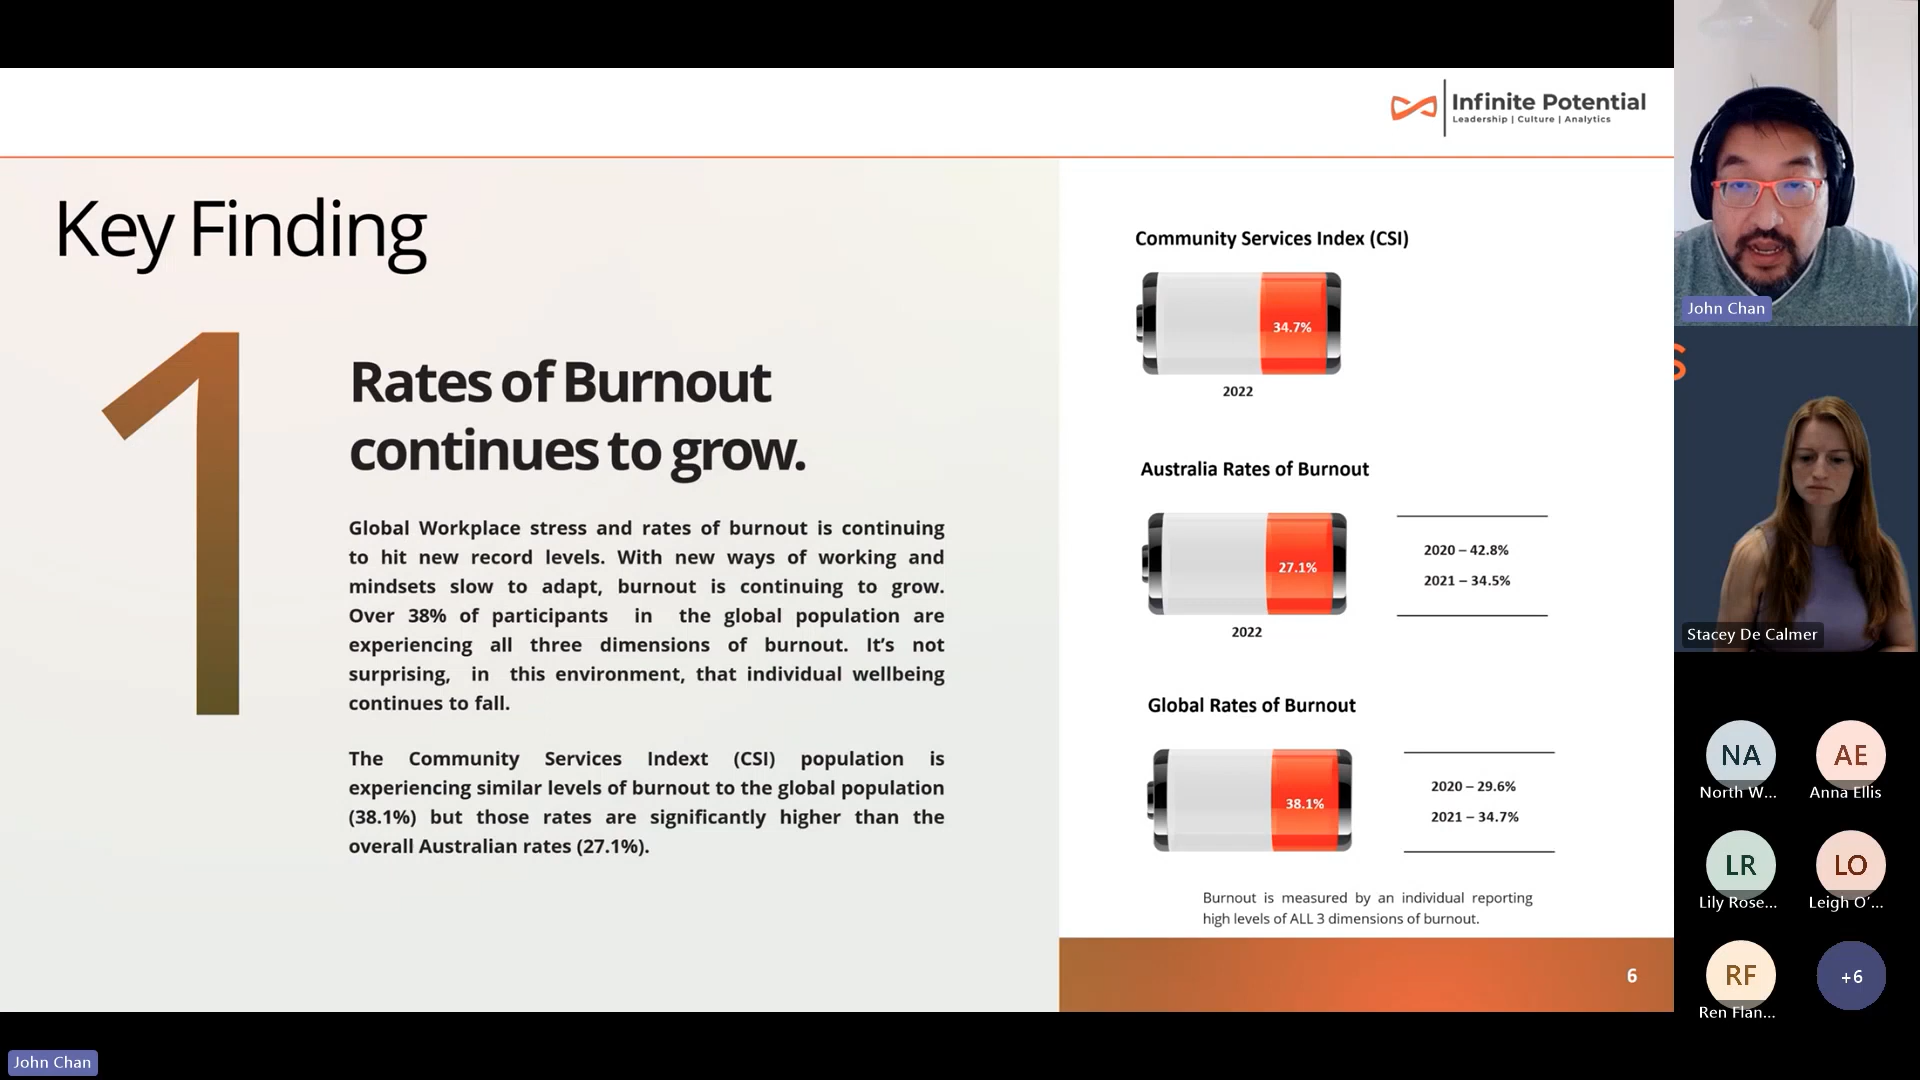 Infinite Potential
Leadership | Culture | Analytics
Key Finding
1
Rates of Burnout
continues to grow.
Global Workplace stress and rates of burnout is continuing
to hit new record levels. With new ways of working and
mindsets slow to adapt, burnout is continuing to grow.
Over 38% of participants in the global population are
experiencing all three dimensions of burnout. It’s not
surprising, in this environment, that individual wellbeing
continues to fall.
The Community Services Indext (CSI) population is
experiencing similar levels of burnout to the global population
(38.1%) but those rates are significantly higher than the
overall Australian rates (27.1%).
Community Services Index (CSI)
34.7%
2022
Australia Rates of Burnout
27.1%
2022
2020 – 42.8%
2021 – 34.5%
Global Rates of Burnout
38.1%
2020 – 29.6%
2021 – 34.7%
Burnout is measured by an individual reporting
high levels of ALL 3 dimensions of burnout.
6
John Chan
s
Stacey De Calmer
NA
North W...
AE
Anna Ellis
LR
Lily Rose...
LO
Leigh O’...
RF
Ren Flan...
+6
John Chan